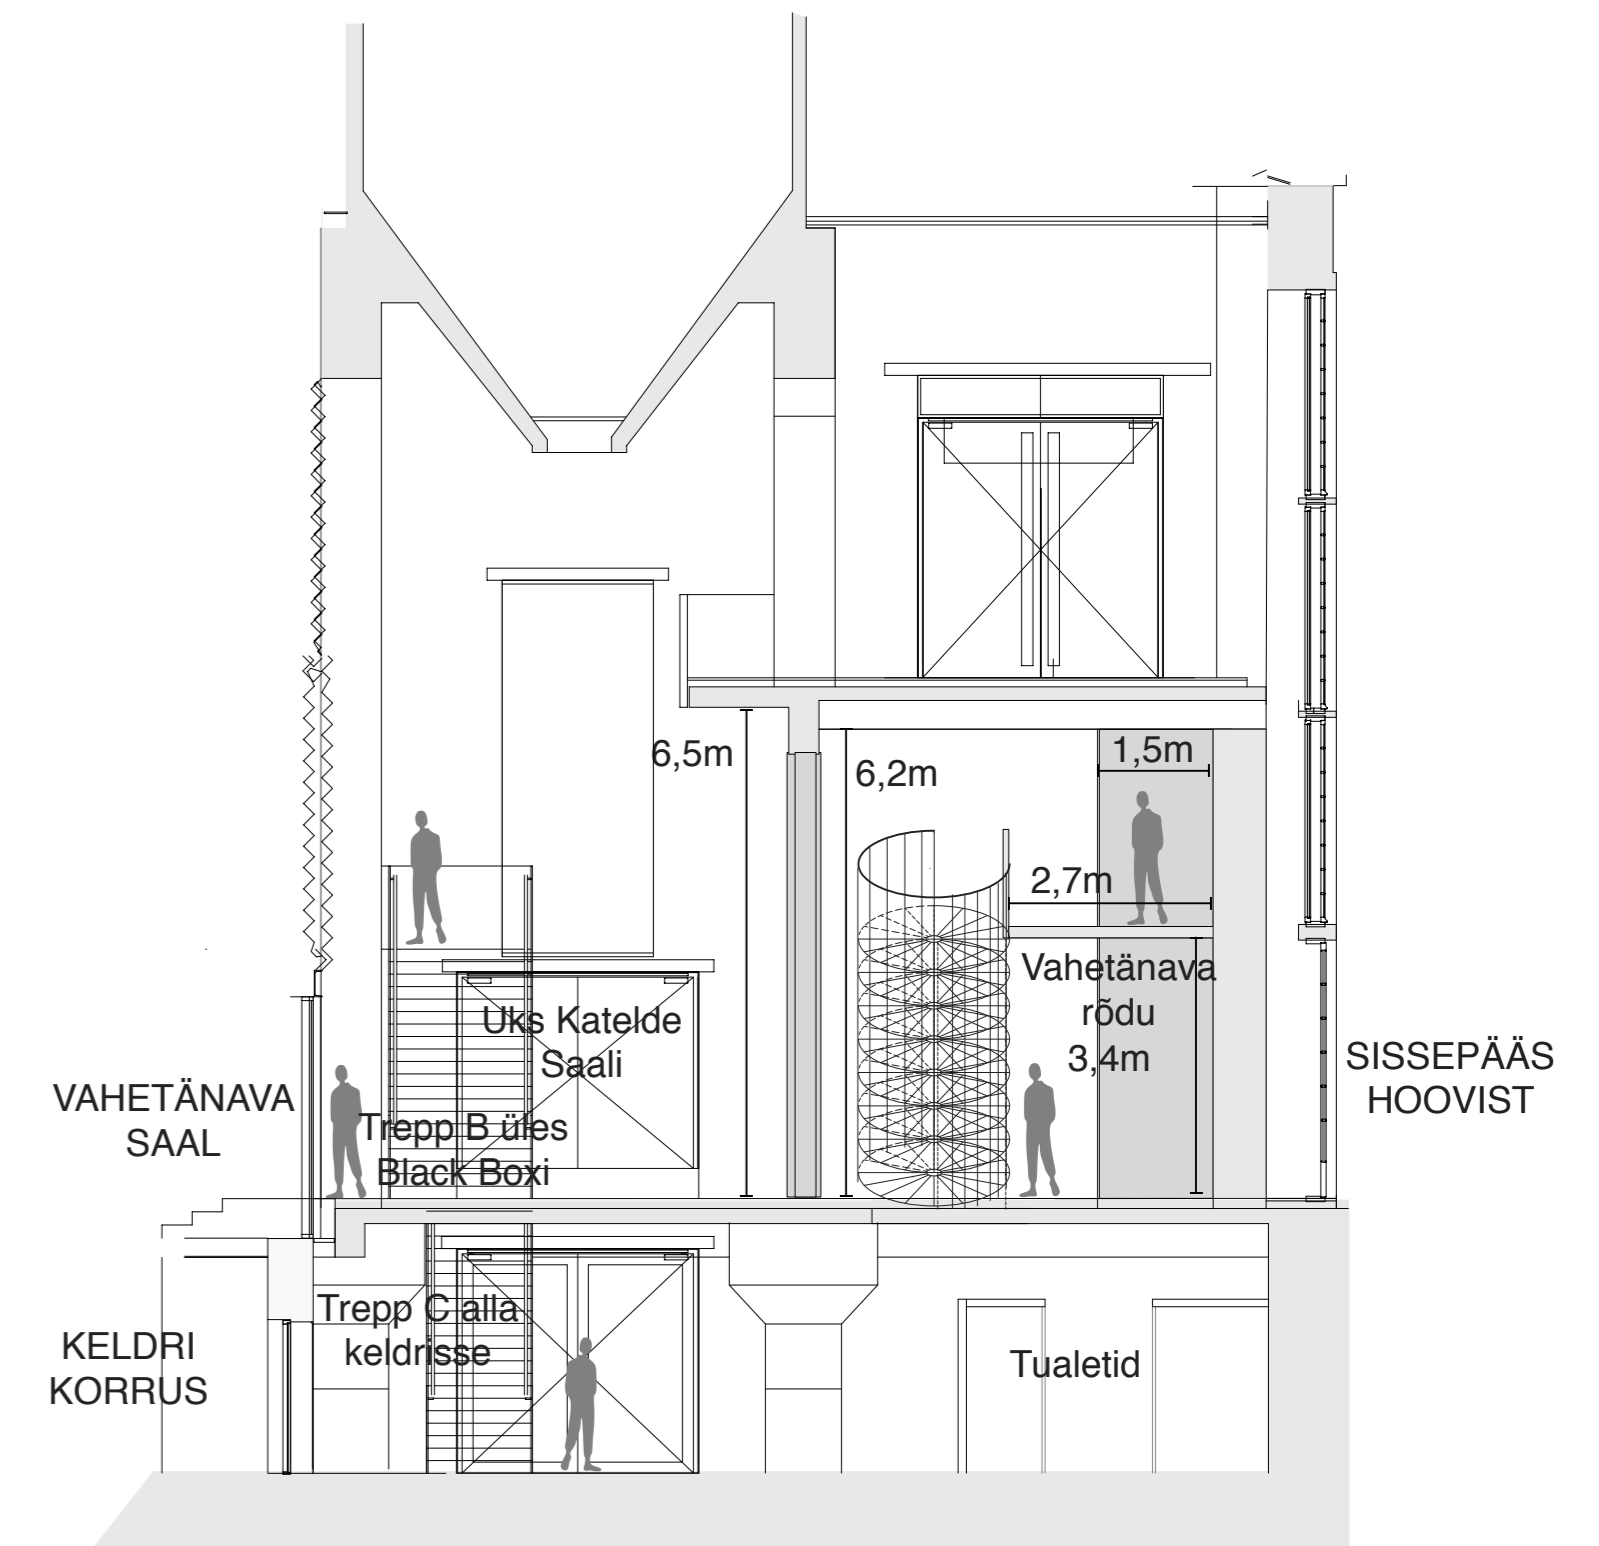 6,5m
6,2m
1,5m
2,7m
Vahetänava
rõdu
3,4m
Uks Katelde
Saali
Trepp B üles
Black Boxi
VAHETÄNAVA
SAAL
SISSEPÄÄS
HOOVIST
Trepp C alla
keldrisse
KELDRI
KORRUS
Tualetid